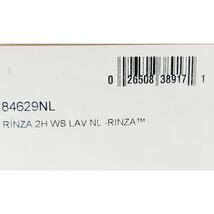 0 26508 38917 1
84629NL
RINZA 2H WS LAV NL -RINZA™